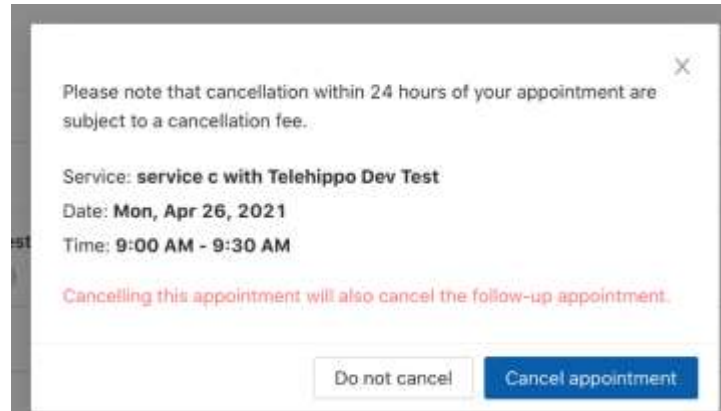 Please note that cancellation within 24 hours of your appointment are
subject to a cancellation fee.
Service: service c with Telehippo Dev Test
Date: Mon, Apr 26, 2021
Time: 9:00 AM - 9:30 AM
Cancelling this appointment will also cancel the follow-up appointment.
Do not cancel Cancel appointment